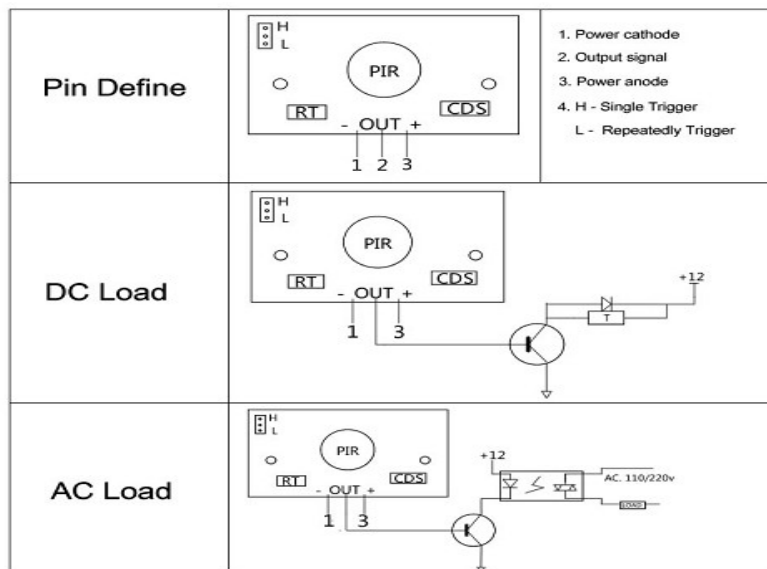 Pin Define
H
L
PIR
RT
CDS
- OUT +
1 2 3
1. Power cathode
2. Output signal
3. Power anode
4. H - Single Trigger
L - Repeatedly Trigger
DC Load
H
L
PIR
RT
CDS
- OUT +
1 3
+12
T
AC Load
H
L
PIR
RT
CDS
- OUT +
1 3
+12
AC. 110/220v
LOAD